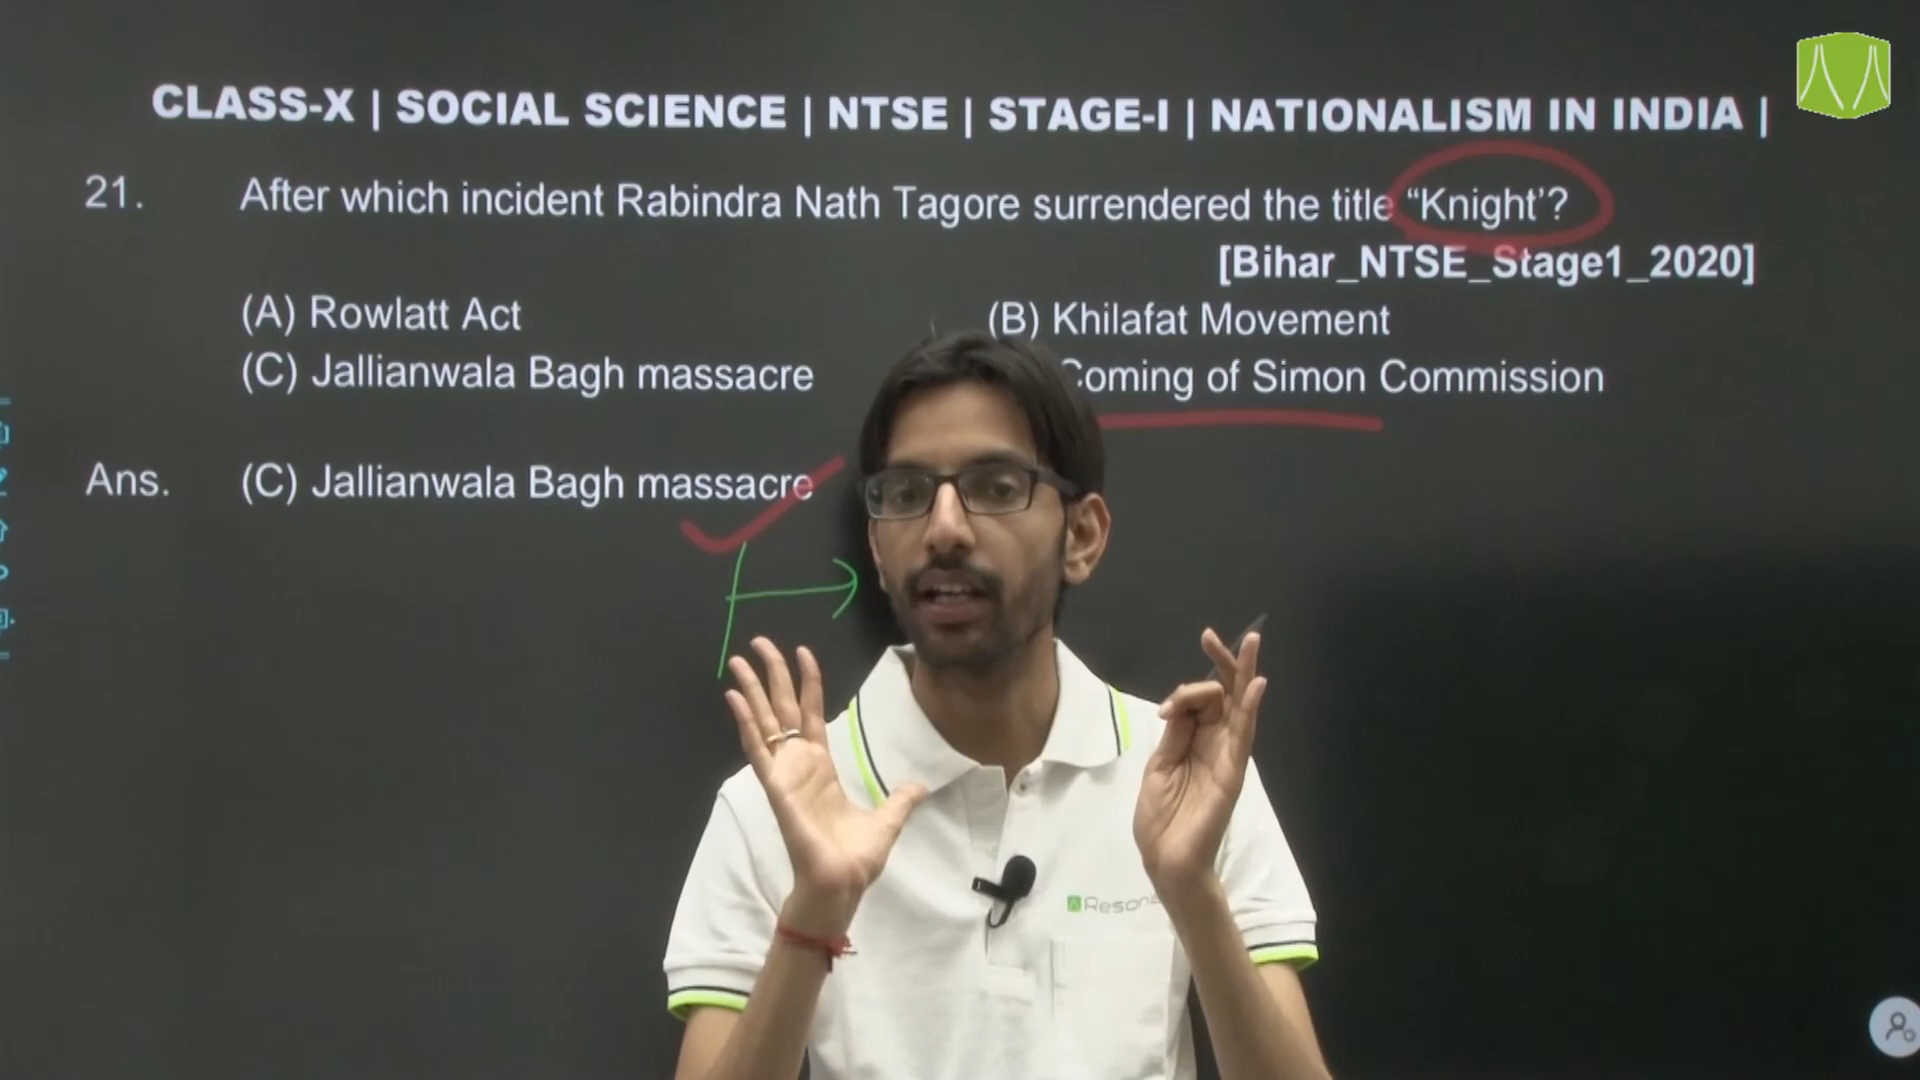 CLASS-X | SOCIAL SCIENCE | NTSE | STAGE-I | NATIONALISM IN INDIA |
21. After which incident Rabindra Nath Tagore surrendered the title “Knight’?
[Bihar_NTSE_Stage1_2020]
(A) Rowlatt Act (B) Khilafat Movement
(C) Jallianwala Bagh massacre Coming of Simon Commission
Ans. (C) Jallianwala Bagh massacre